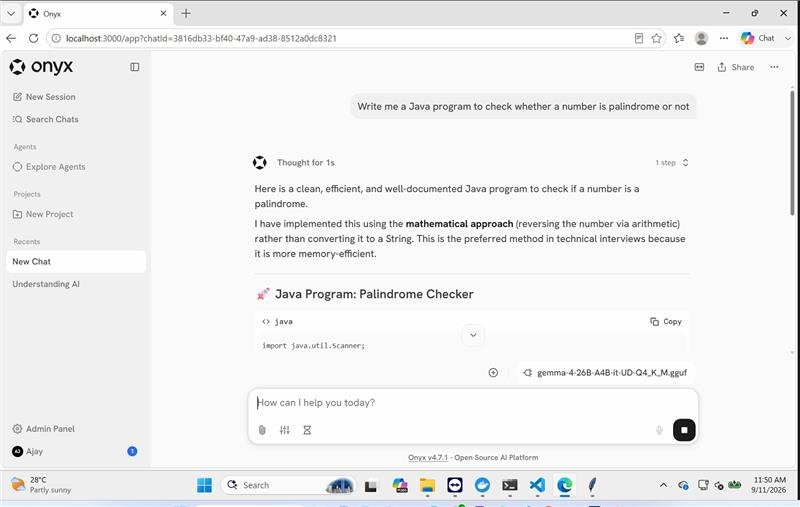 Onyx
localhost:3000/app?chatId=3816db33-bf40-47a9-ad38-8512a0dc8321
Chat
onyx
Share
New Session
Search Chats
Agents
Explore Agents
Projects
New Project
Recents
New Chat
Understanding AI
Write me a Java program to check whether a number is palindrome or not
Thought for 1s
1 step
Here is a clean, efficient, and well-documented Java program to check if a number is a
palindrome.
I have implemented this using the mathematical approach (reversing the number via arithmetic)
rather than converting it to a String. This is the preferred method in technical interviews because
it is more memory-efficient.
🚀 Java Program: Palindrome Checker
<> java
Copy
import java.util.Scanner;
gemma-4-26B-A4B-it-UD-Q4_K_M.gguf
How can I help you today?
Admin Panel
AJ
Ajay
1
Onyx v4.7.1 - Open Source AI Platform
28°C
Partly sunny
Search
11:50 AM
9/11/2026